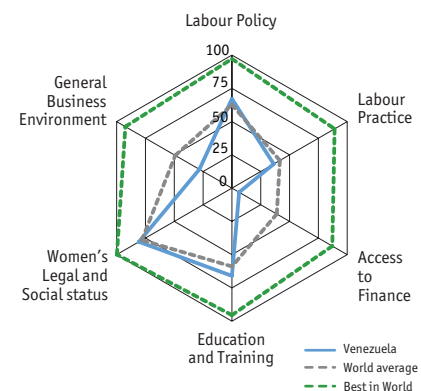 Labour Policy
100
50
25
0
General
Business
Environment
Labour
Practice
Women's
Legal and
Social status
Access
to
Finance
Education
and Training
Venezuela
World average
Best in World